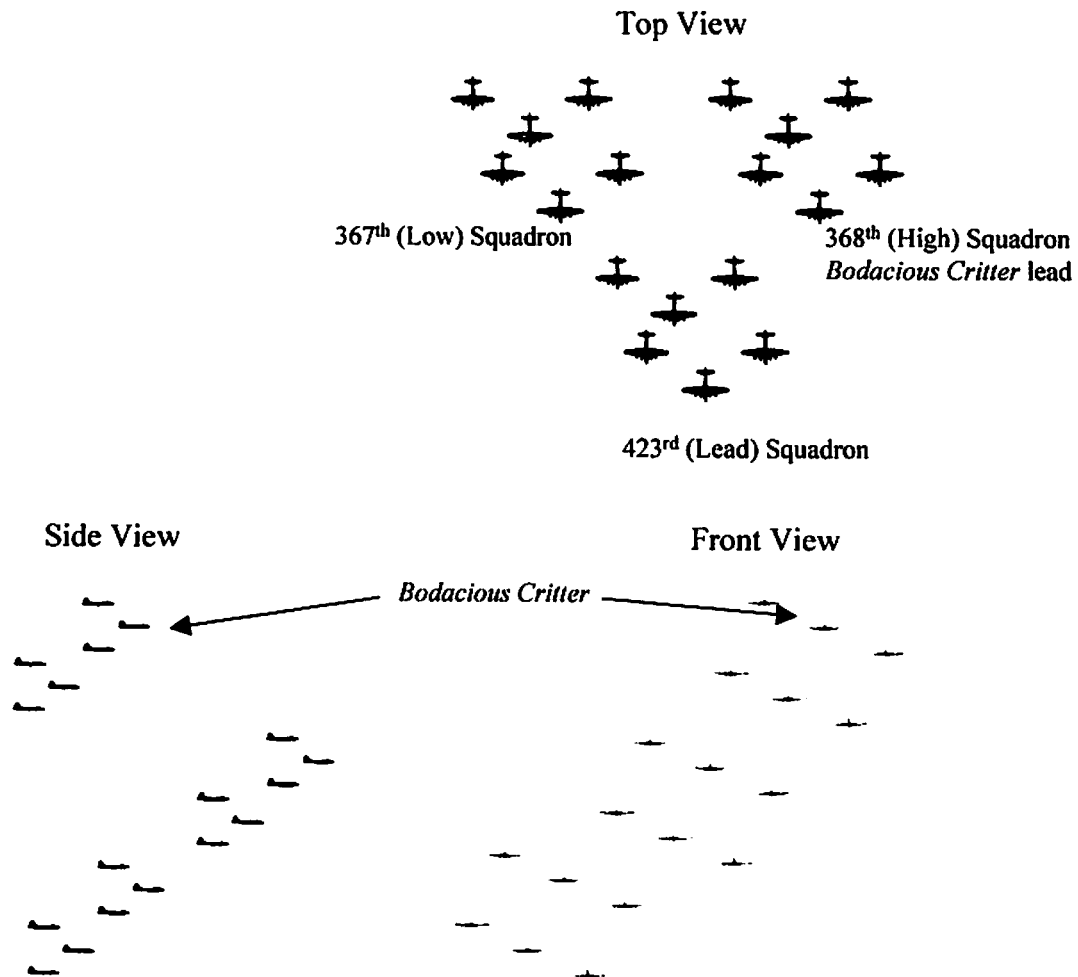 Top View
367th (Low) Squadron
368th (High) Squadron
Bodacious Critter lead
423rd (Lead) Squadron
Side View
Front View
Bodacious Critter